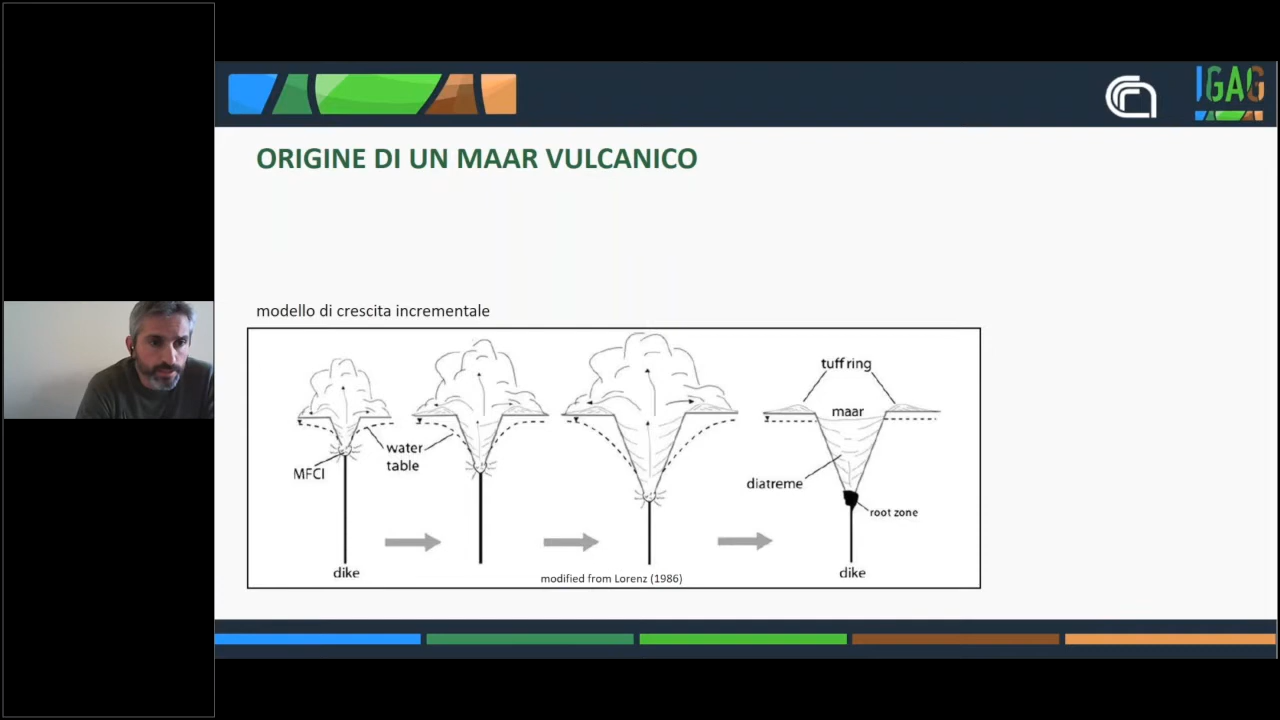 IGAG
ORIGINE DI UN MAAR VULCANICO
modello di crescita incrementale
tuff ring
maar
water
table
MFCI
diatreme
root zone
dike
modified from Lorenz (1986)
dike